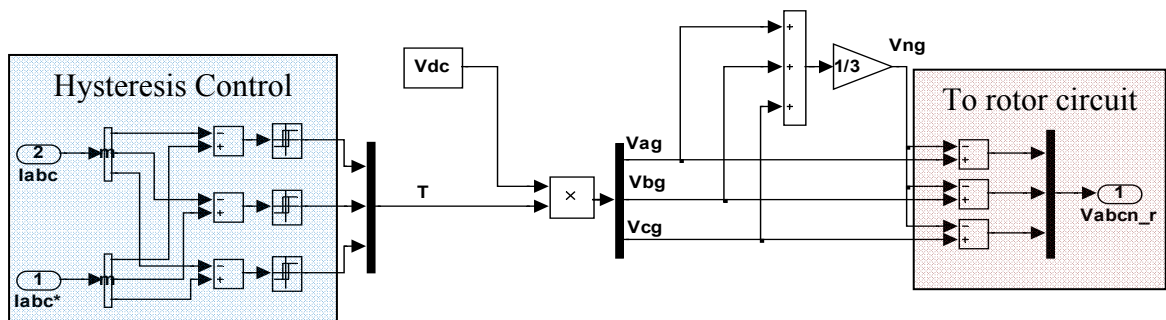 Hysteresis Control
2
Iabc
m
1
Iabc*
m
−
+
−
+
−
+
T
Vdc
×
Vag
Vbg
Vcg
+
+
+
1/3
Vng
To rotor circuit
−
+
−
+
−
+
1
Vabcn_r